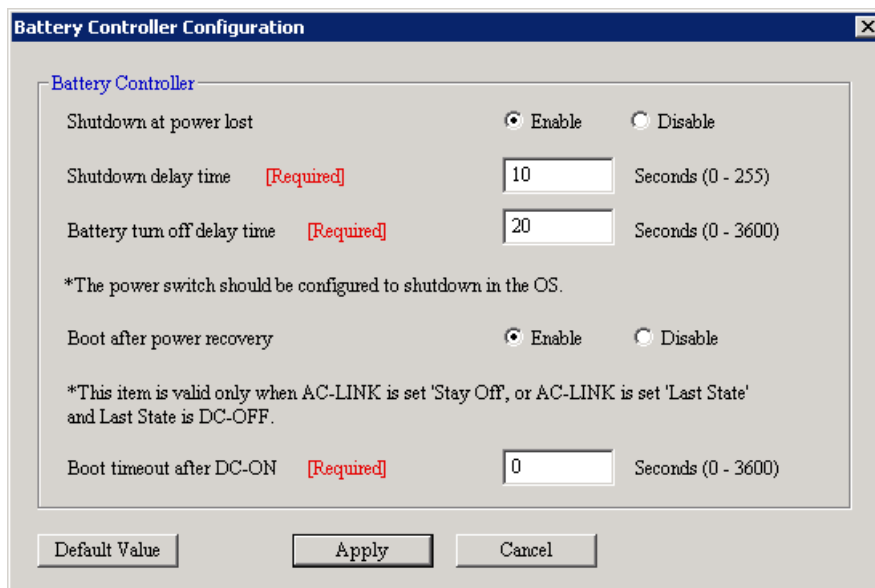 Battery Controller Configuration
Battery Controller
Shutdown at power lost Enable Disable
Shutdown delay time [Required] 10 Seconds (0 - 255)
Battery turn off delay time [Required] 20 Seconds (0 - 3600)
*The power switch should be configured to shutdown in the OS.
Boot after power recovery Enable Disable
*This item is valid only when AC-LINK is set 'Stay Off', or AC-LINK is set 'Last State'
and Last State is DC-OFF.
Boot timeout after DC-ON [Required] 0 Seconds (0 - 3600)
Default Value Apply Cancel